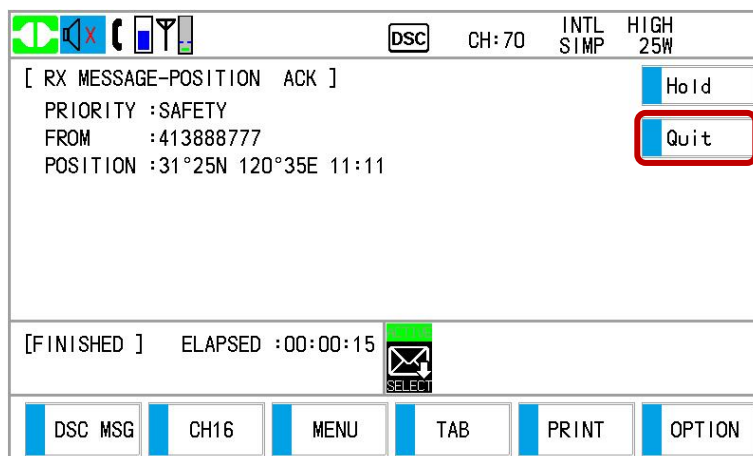 DSC CH:70 INTL SIMP HIGH 25W
[ RX MESSAGE-POSITION ACK ]
PRIORITY :SAFETY
FROM :413888777
POSITION :31°25N 120°35E 11:11
Hold
Quit
[FINISHED ] ELAPSED :00:00:15
SELECT
DSC MSG CH16 MENU TAB PRINT OPTION